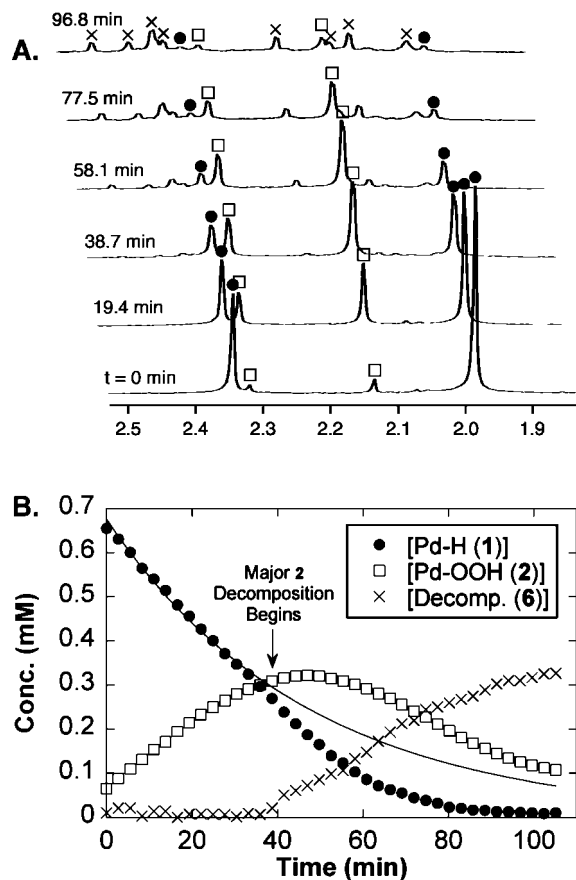 96.8 min
A.
77.5 min
58.1 min
38.7 min
19.4 min
t = 0 min
2.5 2.4 2.3 2.2 2.1 2.0 1.9
B.
0.7
0.6
0.5
0.4
0.3
0.2
0.1
0
Conc. (mM)
[Pd-H (1)]
[Pd-OOH (2)]
[Decomp. (6)]
Major 2
Decomposition
Begins
0 20 40 60 80 100
Time (min)